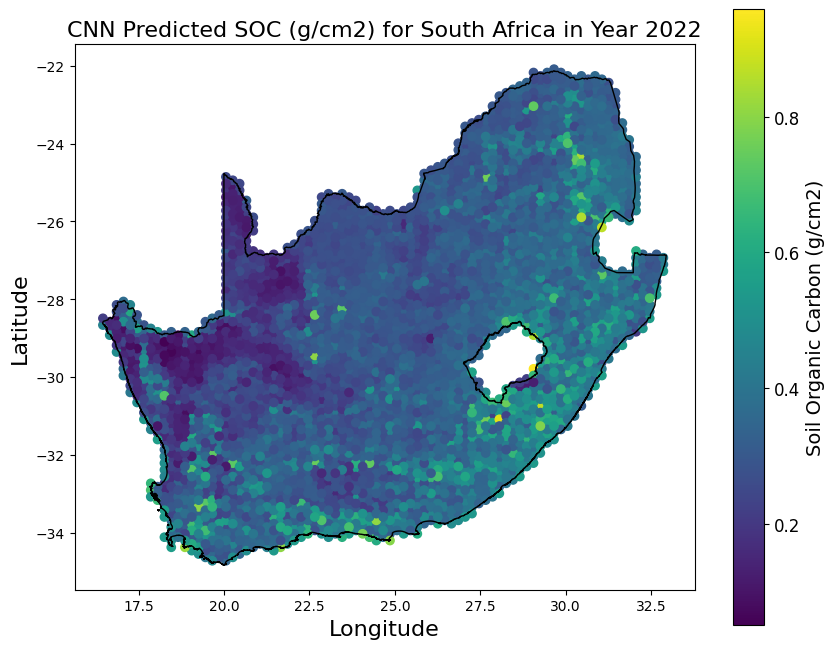 CNN Predicted SOC (g/cm2) for South Africa in Year 2022
−22
−24
−26
−28
−30
−32
−34
Latitude
17.5 20.0 22.5 25.0 27.5 30.0 32.5
Longitude
0.8
0.6
0.4
0.2
Soil Organic Carbon (g/cm2)